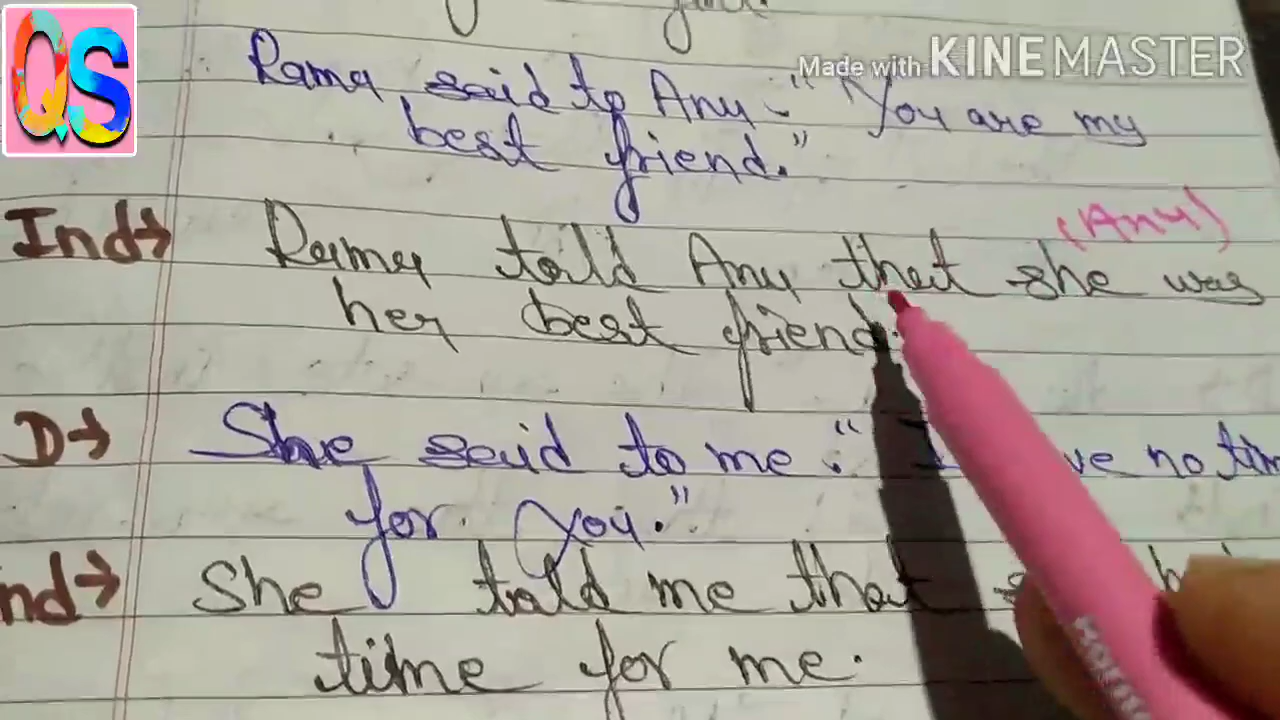 QS
Made with KINEMASTER
Rama said to Anu - "You are my
best friend."
(Anu)
Ind→ Rama told Anu that she was
her best friend.
D→ She said to me : "I no tim
for you."
nd→ She told me that
time for me.